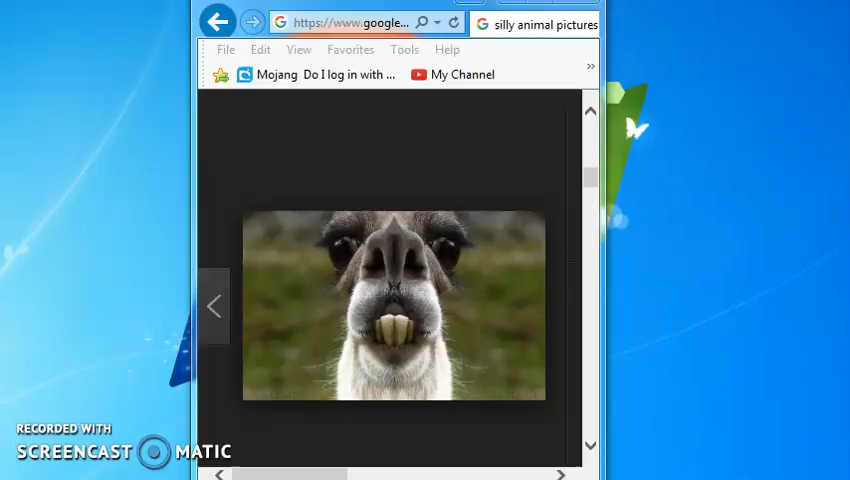 https://www.google...
silly animal pictures
File Edit View Favorites Tools Help
Mojang Do I log in with ... My Channel
RECORDED WITH
SCREENCAST MATIC